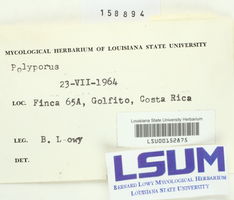 158894
MYCOLOGICAL HERBARIUM OF LOUISIANA STATE UNIVERSITY
Polyporus
23-VII-1964
LOC. Finca 65A, Golfito, Costa Rica
Louisiana State University Herbarium
LSU00152875
LEG. B. Lowy
DET.
LSUM
BERNARD LOWY MYCOLOGICAL HERBARIUM
LOUISIANA STATE UNIVERSITY